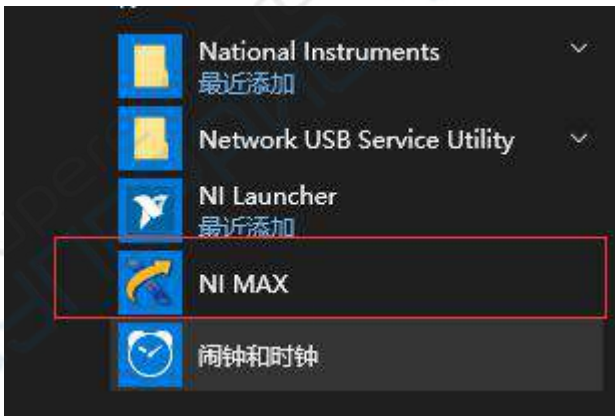 National Instruments
最近添加
Network USB Service Utility
NI Launcher
最近添加
NI MAX
闹钟和时钟